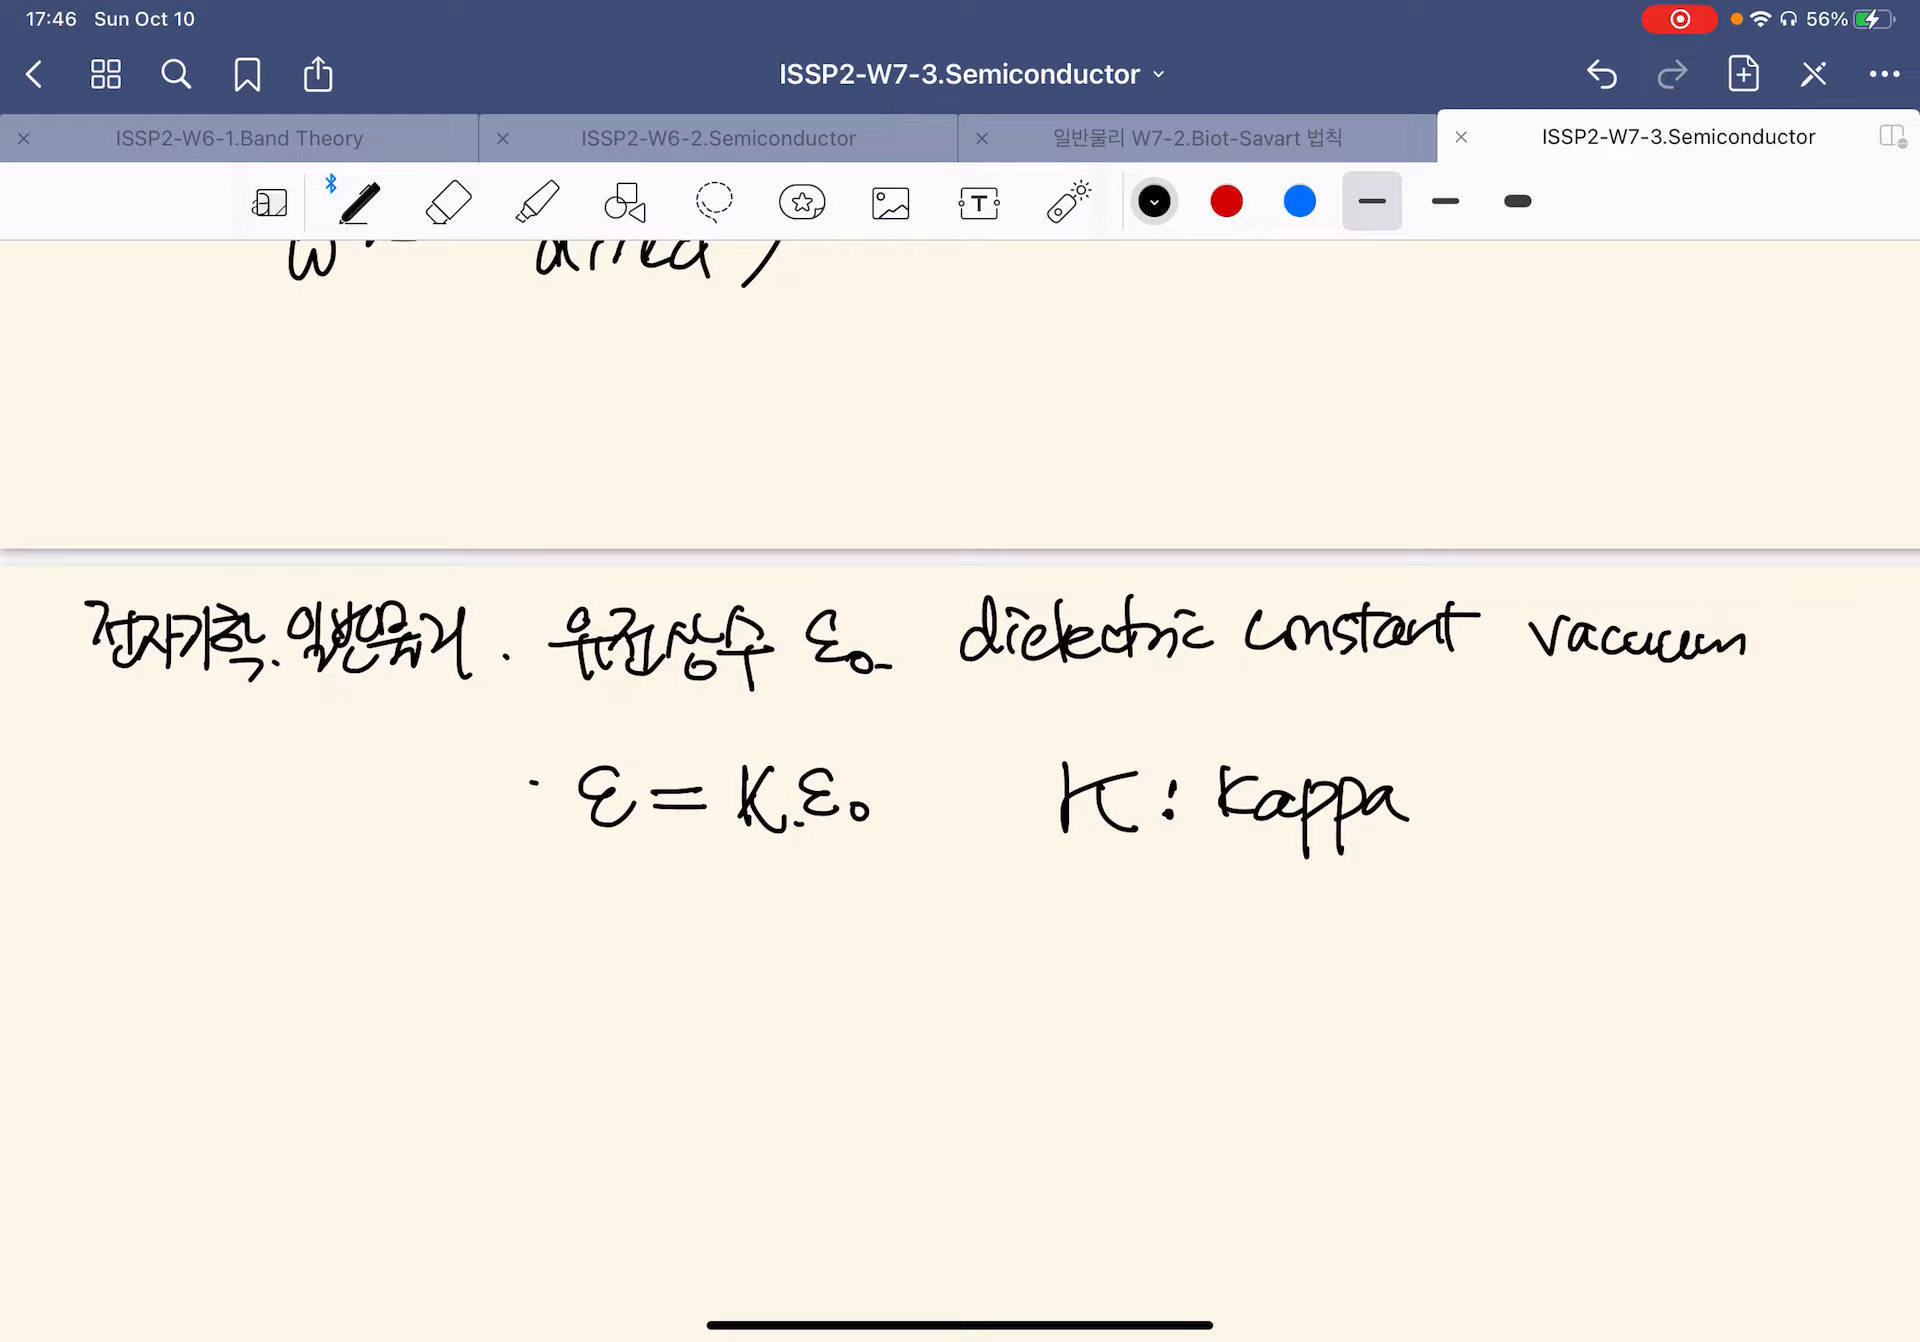 17:46 Sun Oct 10 56%
ISSP2-W7-3.Semiconductor
ISSP2-W6-1.Band Theory ISSP2-W6-2.Semiconductor 일반물리 W7-2.Biot-Savart 법칙 ISSP2-W7-3.Semiconductor
T
전자기학. 일반물리. 유전상수 ε₀ dielectric constant vacuum
ε = κ.ε₀ κ : kappa